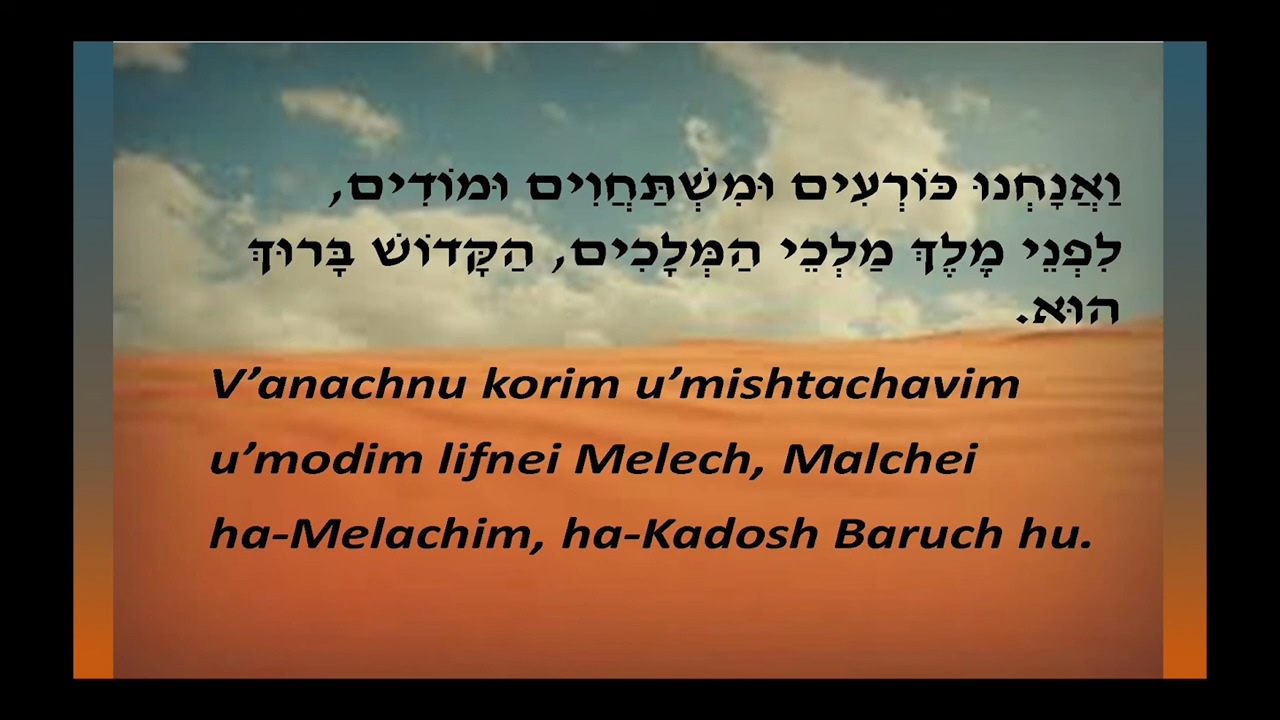 וַאֲנָחְנוּ כּוֹרְעִים וּמִשְׁתַּחֲוִים וּמוֹדִים,
לִפְנֵי מֶלֶךְ מַלְכֵי הַמְּלָכִים, הַקָּדוֹשׁ בָּרוּךְ
הוּא.
V’anachnu korim u’mishtachavim
u’modim lifnei Melech, Malchei
ha-Melachim, ha-Kadosh Baruch hu.